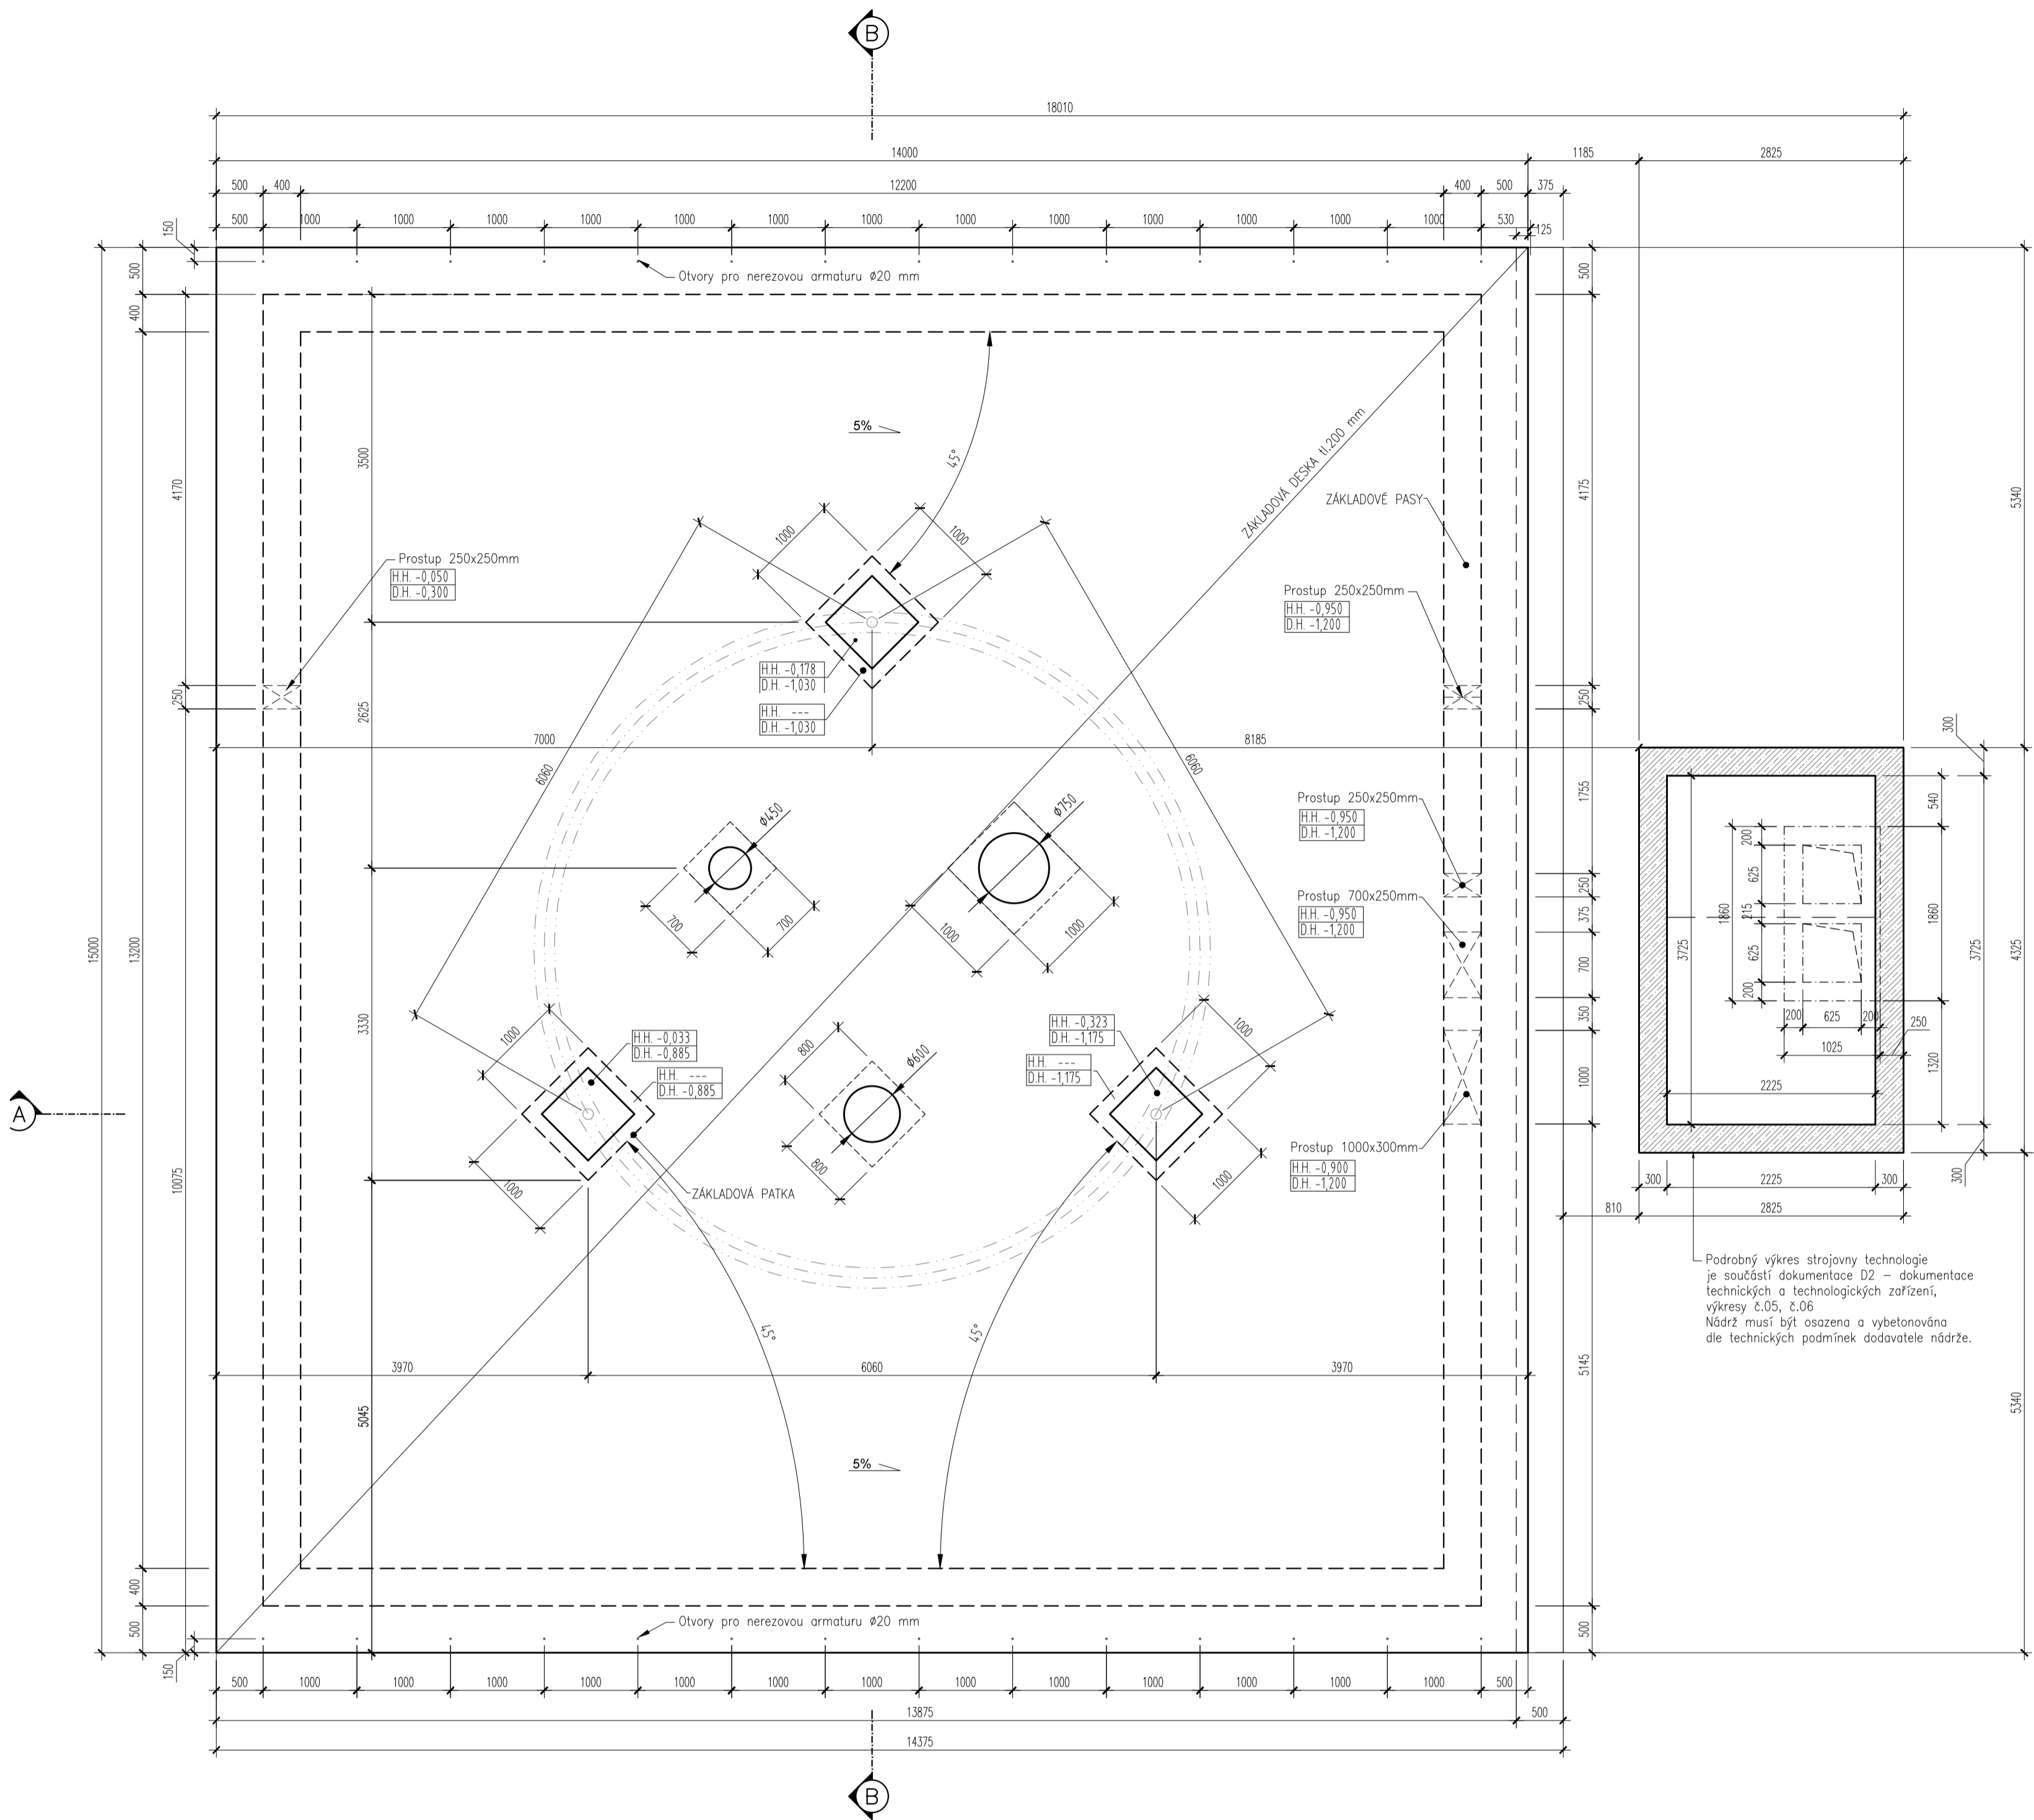 B
18010
14000
1185
2825
500
400
12200
400
500
375
500
1000
1000
1000
1000
1000
1000
1000
1000
1000
1000
1000
1000
1000
530
125
150
Otvory pro nerezovou armaturu ø20 mm
500
400
13200
400
500
15000
4170
250
10075
150
3500
2625
3330
5045
5%
45°
ZÁKLADOVÁ DESKA tl.200 mm
ZÁKLADOVÉ PASY
Prostup 250x250mm
H.H. -0,050
D.H. -0,300
1000
1000
Prostup 250x250mm
H.H. -0,950
D.H. -1,200
H.H. -0,178
D.H. -1,030
H.H. ---
D.H. -1,030
7000
8185
6060
6060
ø450
700
700
ø750
1000
1000
Prostup 250x250mm
H.H. -0,950
D.H. -1,200
Prostup 700x250mm
H.H. -0,950
D.H. -1,200
1000
H.H. -0,033
D.H. -0,885
H.H. ---
D.H. -0,885
1000
ZÁKLADOVÁ PATKA
800
ø600
800
H.H. -0,323
D.H. -1,175
H.H. ---
D.H. -1,175
1000
1000
Prostup 1000x300mm
H.H. -0,900
D.H. -1,200
A
45°
45°
3970
6060
3970
5%
Otvory pro nerezovou armaturu ø20 mm
500
4175
250
1755
250
375
700
350
1000
5145
500
5340
4325
5340
300
3725
300
540
1860
1320
3725
1860
200
625
215
625
200
200
625
200
250
1025
2225
300
2225
300
810
2825
Podrobný výkres strojovny technologie
je součástí dokumentace D2 – dokumentace
technických a technologických zařízení,
výkresy č.05, č.06
Nádrž musí být osazena a vybetonována
dle technických podmínek dodavatele nádrže.
500
1000
1000
1000
1000
1000
1000
1000
1000
1000
1000
1000
1000
1000
500
13875
500
14375
B